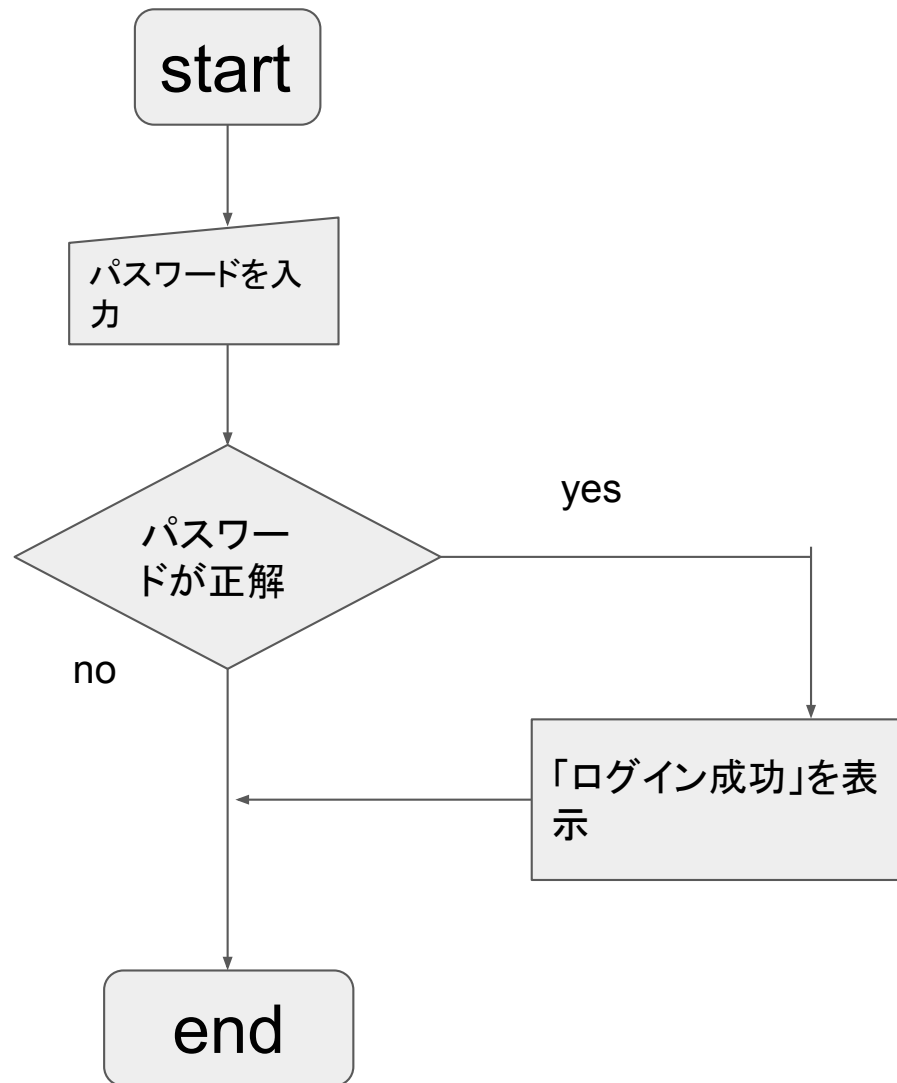 start
パスワードを入
力
yes
パスワー
ドが正解
no
「ログイン成功」を表
示
end